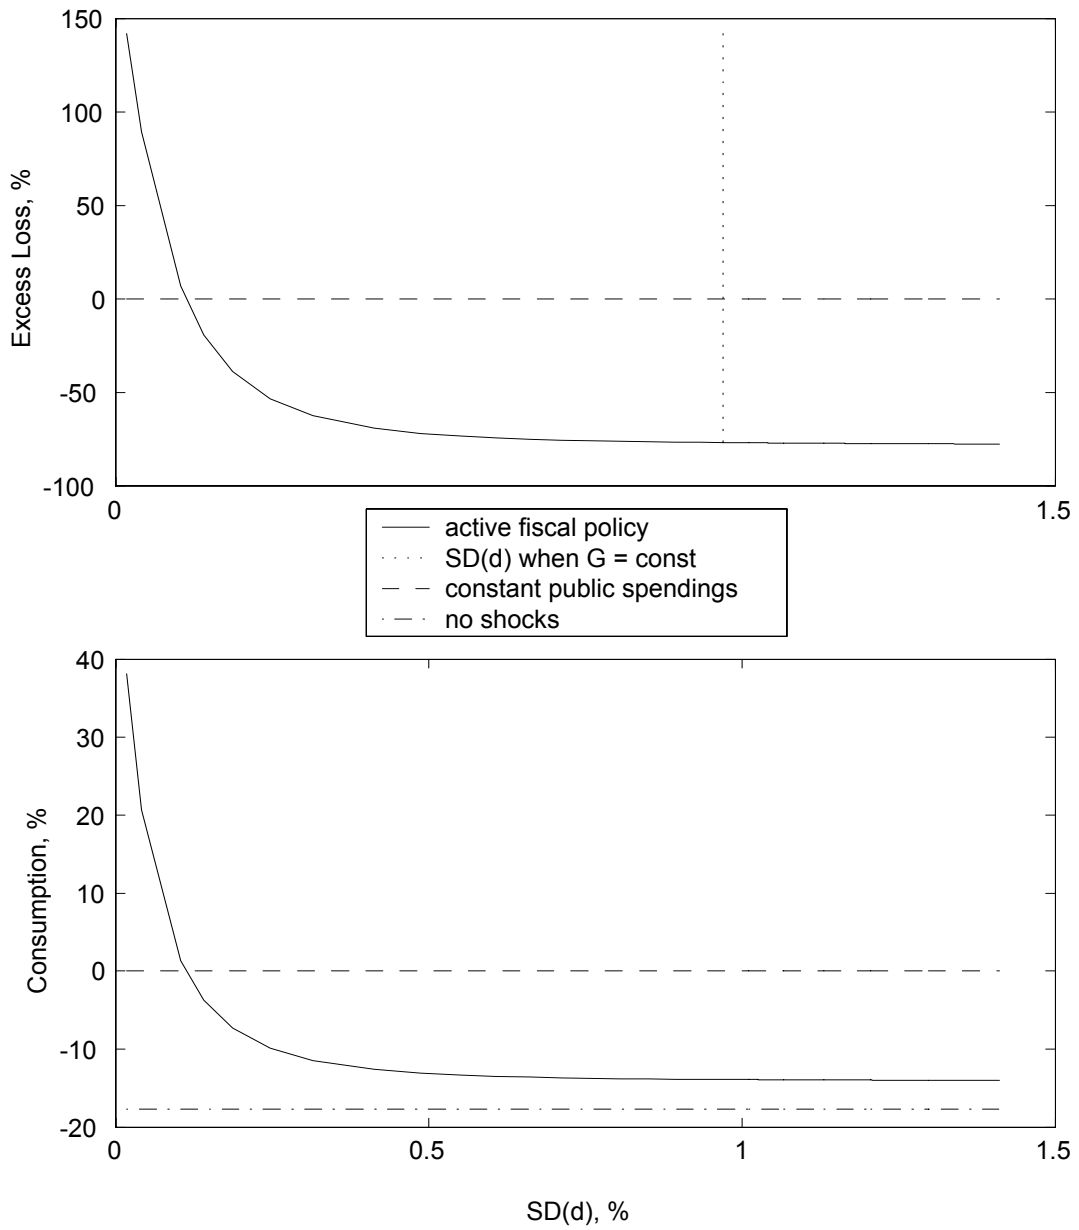 150
100
50
0
-50
-100
Excess Loss, %
0
1.5
active fiscal policy
SD(d) when G = const
constant public spendings
no shocks
40
30
20
10
0
-10
-20
Consumption, %
0
0.5
1
1.5
SD(d), %